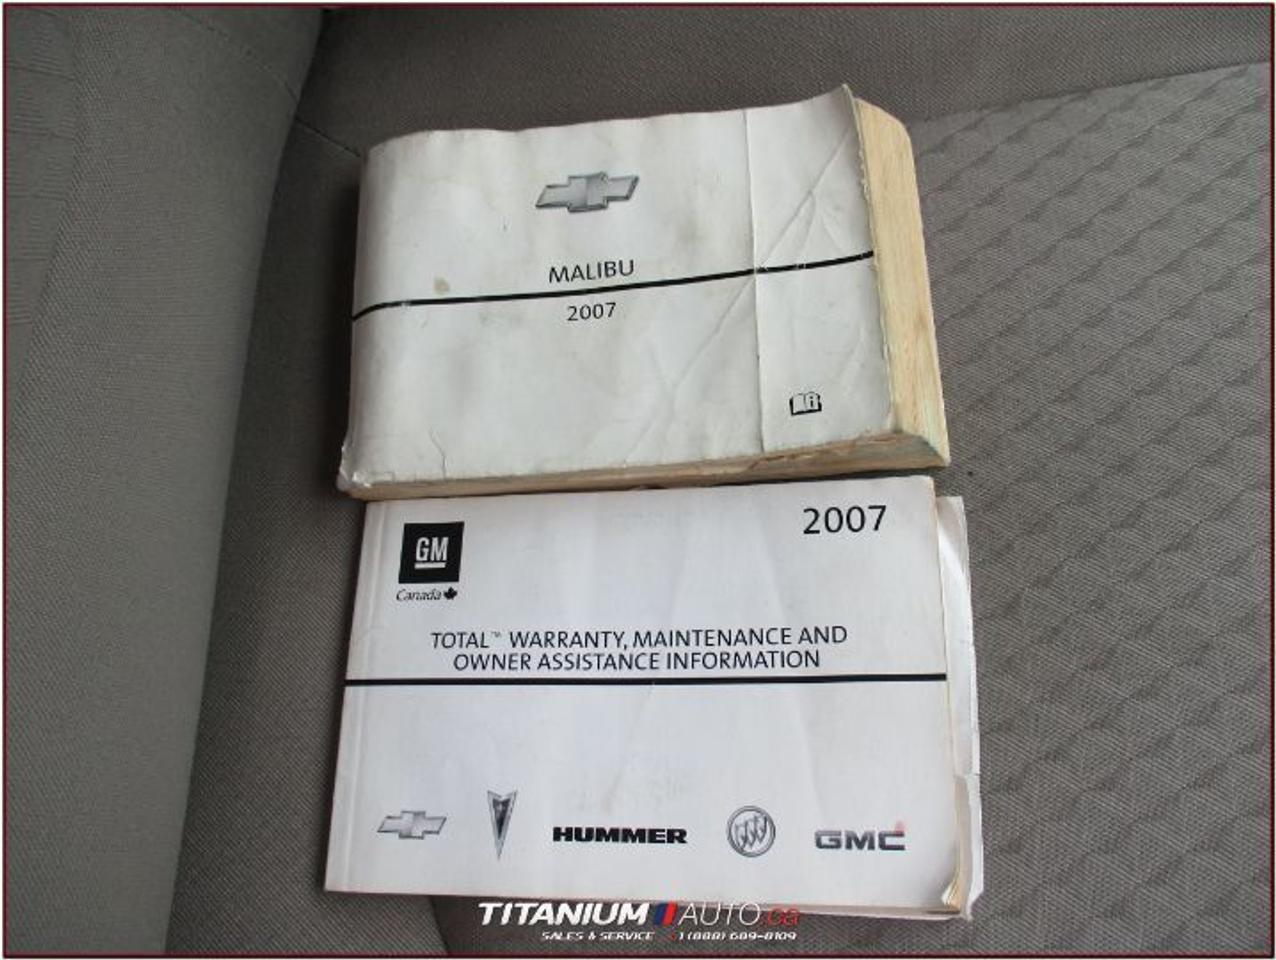 MALIBU
2007
i
GM
Canada
2007
TOTAL™ WARRANTY, MAINTENANCE AND
OWNER ASSISTANCE INFORMATION
HUMMER
GMC
TITANIUM AUTO.ca
SALES & SERVICE 1 (888) 689-8109